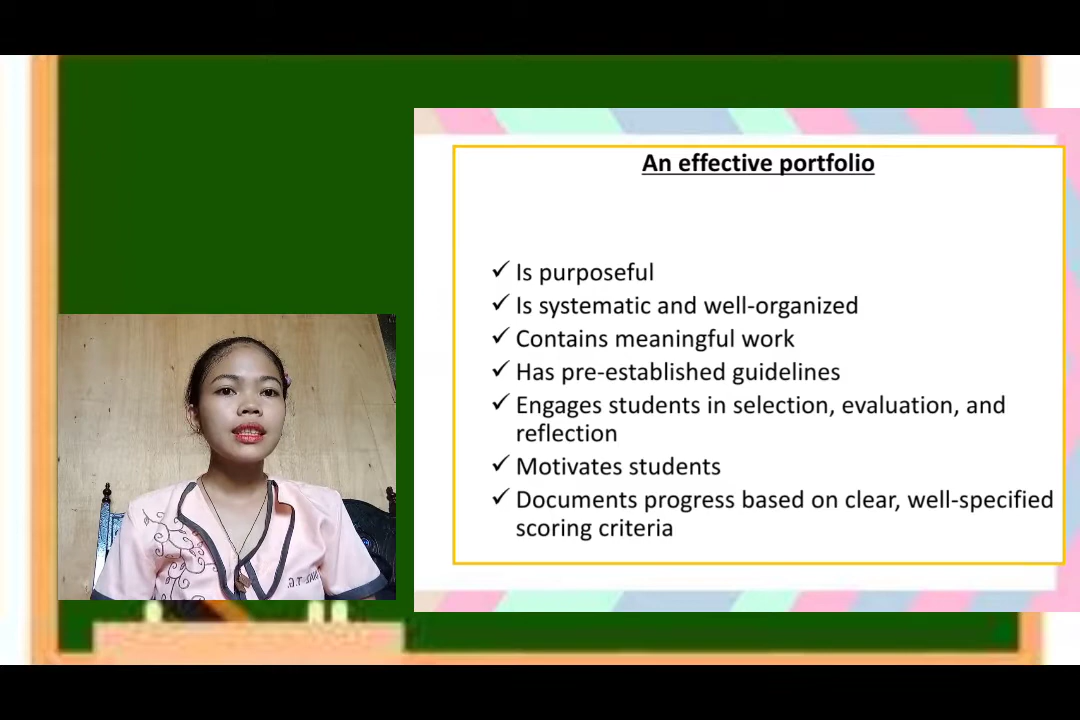 An effective portfolio
✓ Is purposeful
✓ Is systematic and well-organized
✓ Contains meaningful work
✓ Has pre-established guidelines
✓ Engages students in selection, evaluation, and
reflection
✓ Motivates students
✓ Documents progress based on clear, well-specified
scoring criteria